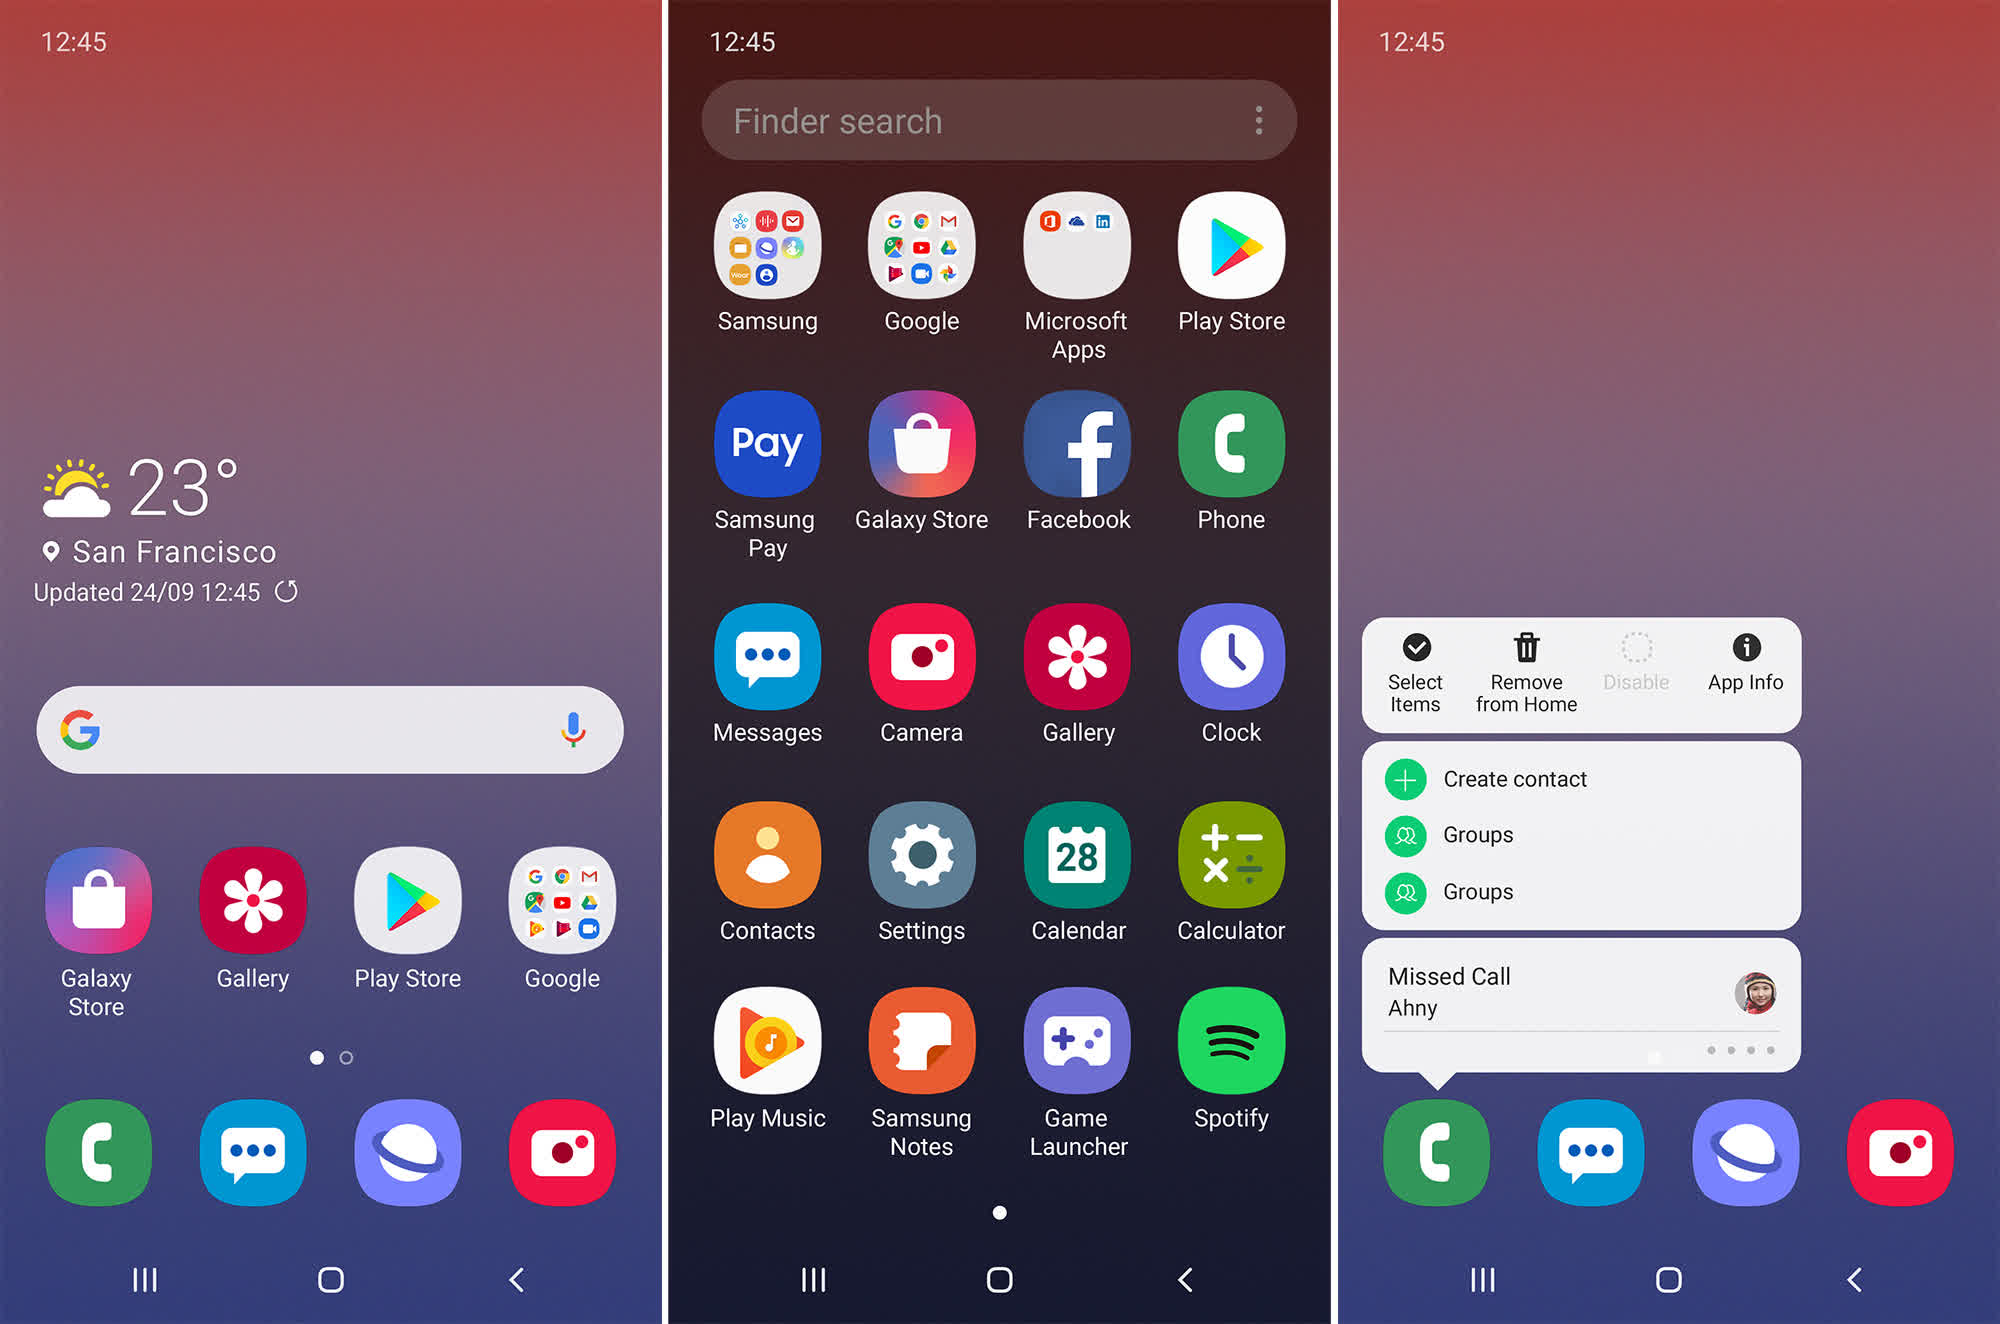 12:45
23°
San Francisco
Updated 24/09 12:45
Galaxy
Store
Gallery
Play Store
Google
12:45
Finder search
Samsung
Google
Microsoft
Apps
Play Store
Pay
Samsung
Pay
Galaxy Store
Facebook
Phone
Messages
Camera
Gallery
Clock
28
Contacts
Settings
Calendar
Calculator
Play Music
Samsung
Notes
Game
Launcher
Spotify
12:45
Select
Items
Remove
from Home
Disable
App Info
Create contact
Groups
Groups
Missed Call
Ahny